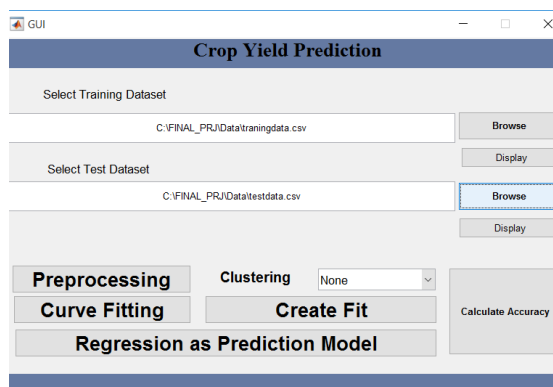 GUI
Crop Yield Prediction
Select Training Dataset
C:\FINAL_PRJ\Data\traningdata.csv
Browse
Display
Select Test Dataset
C:\FINAL_PRJ\Data\testdata.csv
Browse
Display
Preprocessing
Clustering
None
Curve Fitting
Create Fit
Calculate Accuracy
Regression as Prediction Model